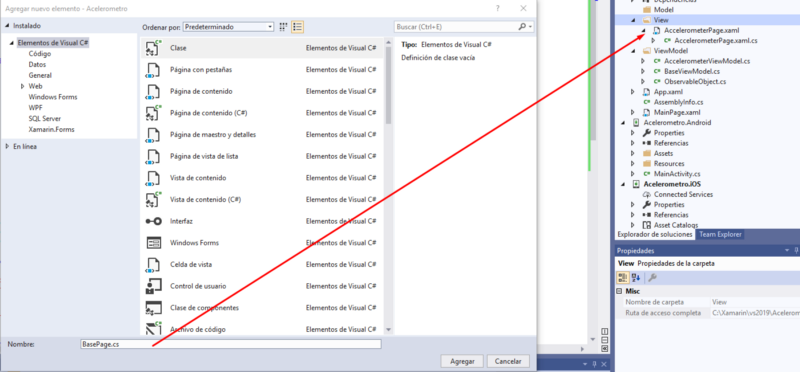 Agregar nuevo elemento - Acelerometro
Instalado
Elementos de Visual C#
Código
Datos
General
Web
Windows Forms
WPF
SQL Server
Xamarin.Forms
En línea
Ordenar por: Predeterminado
Clase Elementos de Visual C#
Página con pestañas Elementos de Visual C#
Página de contenido Elementos de Visual C#
Página de contenido (C#) Elementos de Visual C#
Página de maestro y detalles Elementos de Visual C#
Página de vista de lista Elementos de Visual C#
Vista de contenido Elementos de Visual C#
Vista de contenido (C#) Elementos de Visual C#
Interfaz Elementos de Visual C#
Windows Forms Elementos de Visual C#
Celda de vista Elementos de Visual C#
Control de usuario Elementos de Visual C#
Clase de componentes Elementos de Visual C#
Archivo de código Elementos de Visual C#
Buscar (Ctrl+E)
Tipo: Elementos de Visual C#
Definición de clase vacía
Nombre: BasePage.cs
Agregar Cancelar
Dependencias
Model
View
AccelerometerPage.xaml
AccelerometerPage.xaml.cs
ViewModel
AccelerometerViewModel.cs
BaseViewModel.cs
ObservableObject.cs
App.xaml
AssemblyInfo.cs
MainPage.xaml
Acelerometro.Android
Properties
Referencias
Assets
Resources
MainActivity.cs
Acelerometro.iOS
Connected Services
Properties
Referencias
Asset Catalogs
Explorador de soluciones Team Explorer
Propiedades
View Propiedades de la carpeta
Misc
Nombre de carpeta View
Ruta de acceso completa C:\Xamarin\vs2019\Acelerom